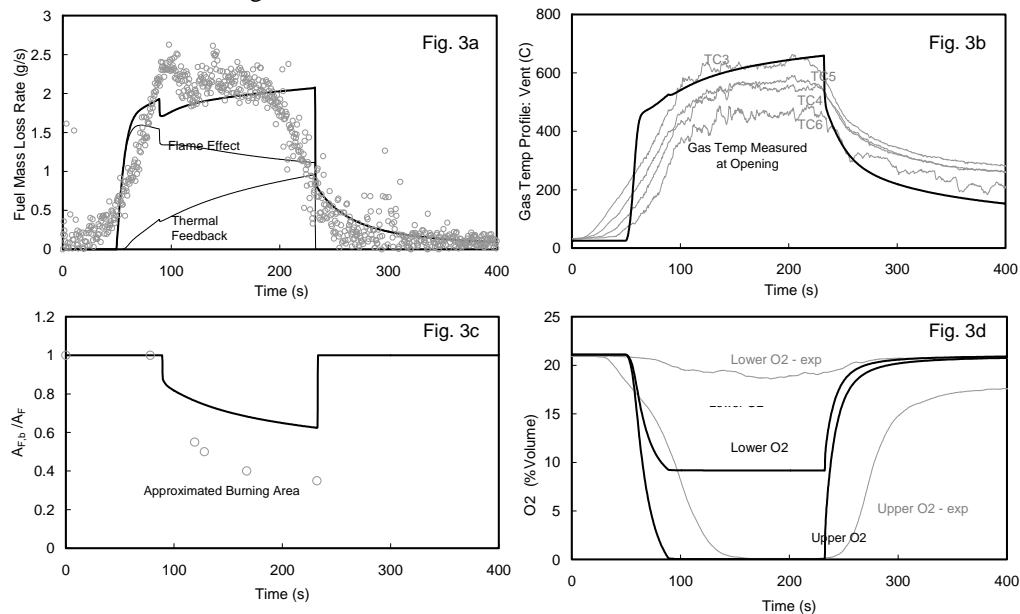 Fig. 3a
Fuel Mass Loss Rate (g/s)
3
2.5
2
1.5
1
0.5
0
Flame Effect
Thermal
Feedback
0 100 200 300 400
Time (s)
Fig. 3b
Gas Temp Profile: Vent (C)
800
600
400
200
0
TC3
TC5
TC4
TC6
Gas Temp Measured
at Opening
0 100 200 300 400
Time (s)
Fig. 3c
A_F,b /A_F
1.2
1
0.8
0.6
0.4
0.2
0
Approximated Burning Area
0 100 200 300 400
Time (s)
Fig. 3d
O2 (%Volume)
25
20
15
10
5
0
Lower O2 - exp
Lower O2
Upper O2 - exp
Upper O2
0 100 200 300 400
Time (s)